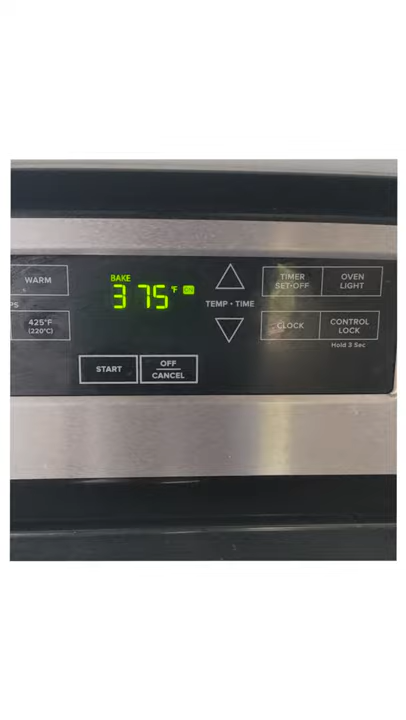 WARM
BAKE
375°F ON
TEMP • TIME
TIMER
SET•OFF
OVEN
LIGHT
PS
425°F
(220°C)
CLOCK
CONTROL
LOCK
Hold 3 Sec
START
OFF
CANCEL